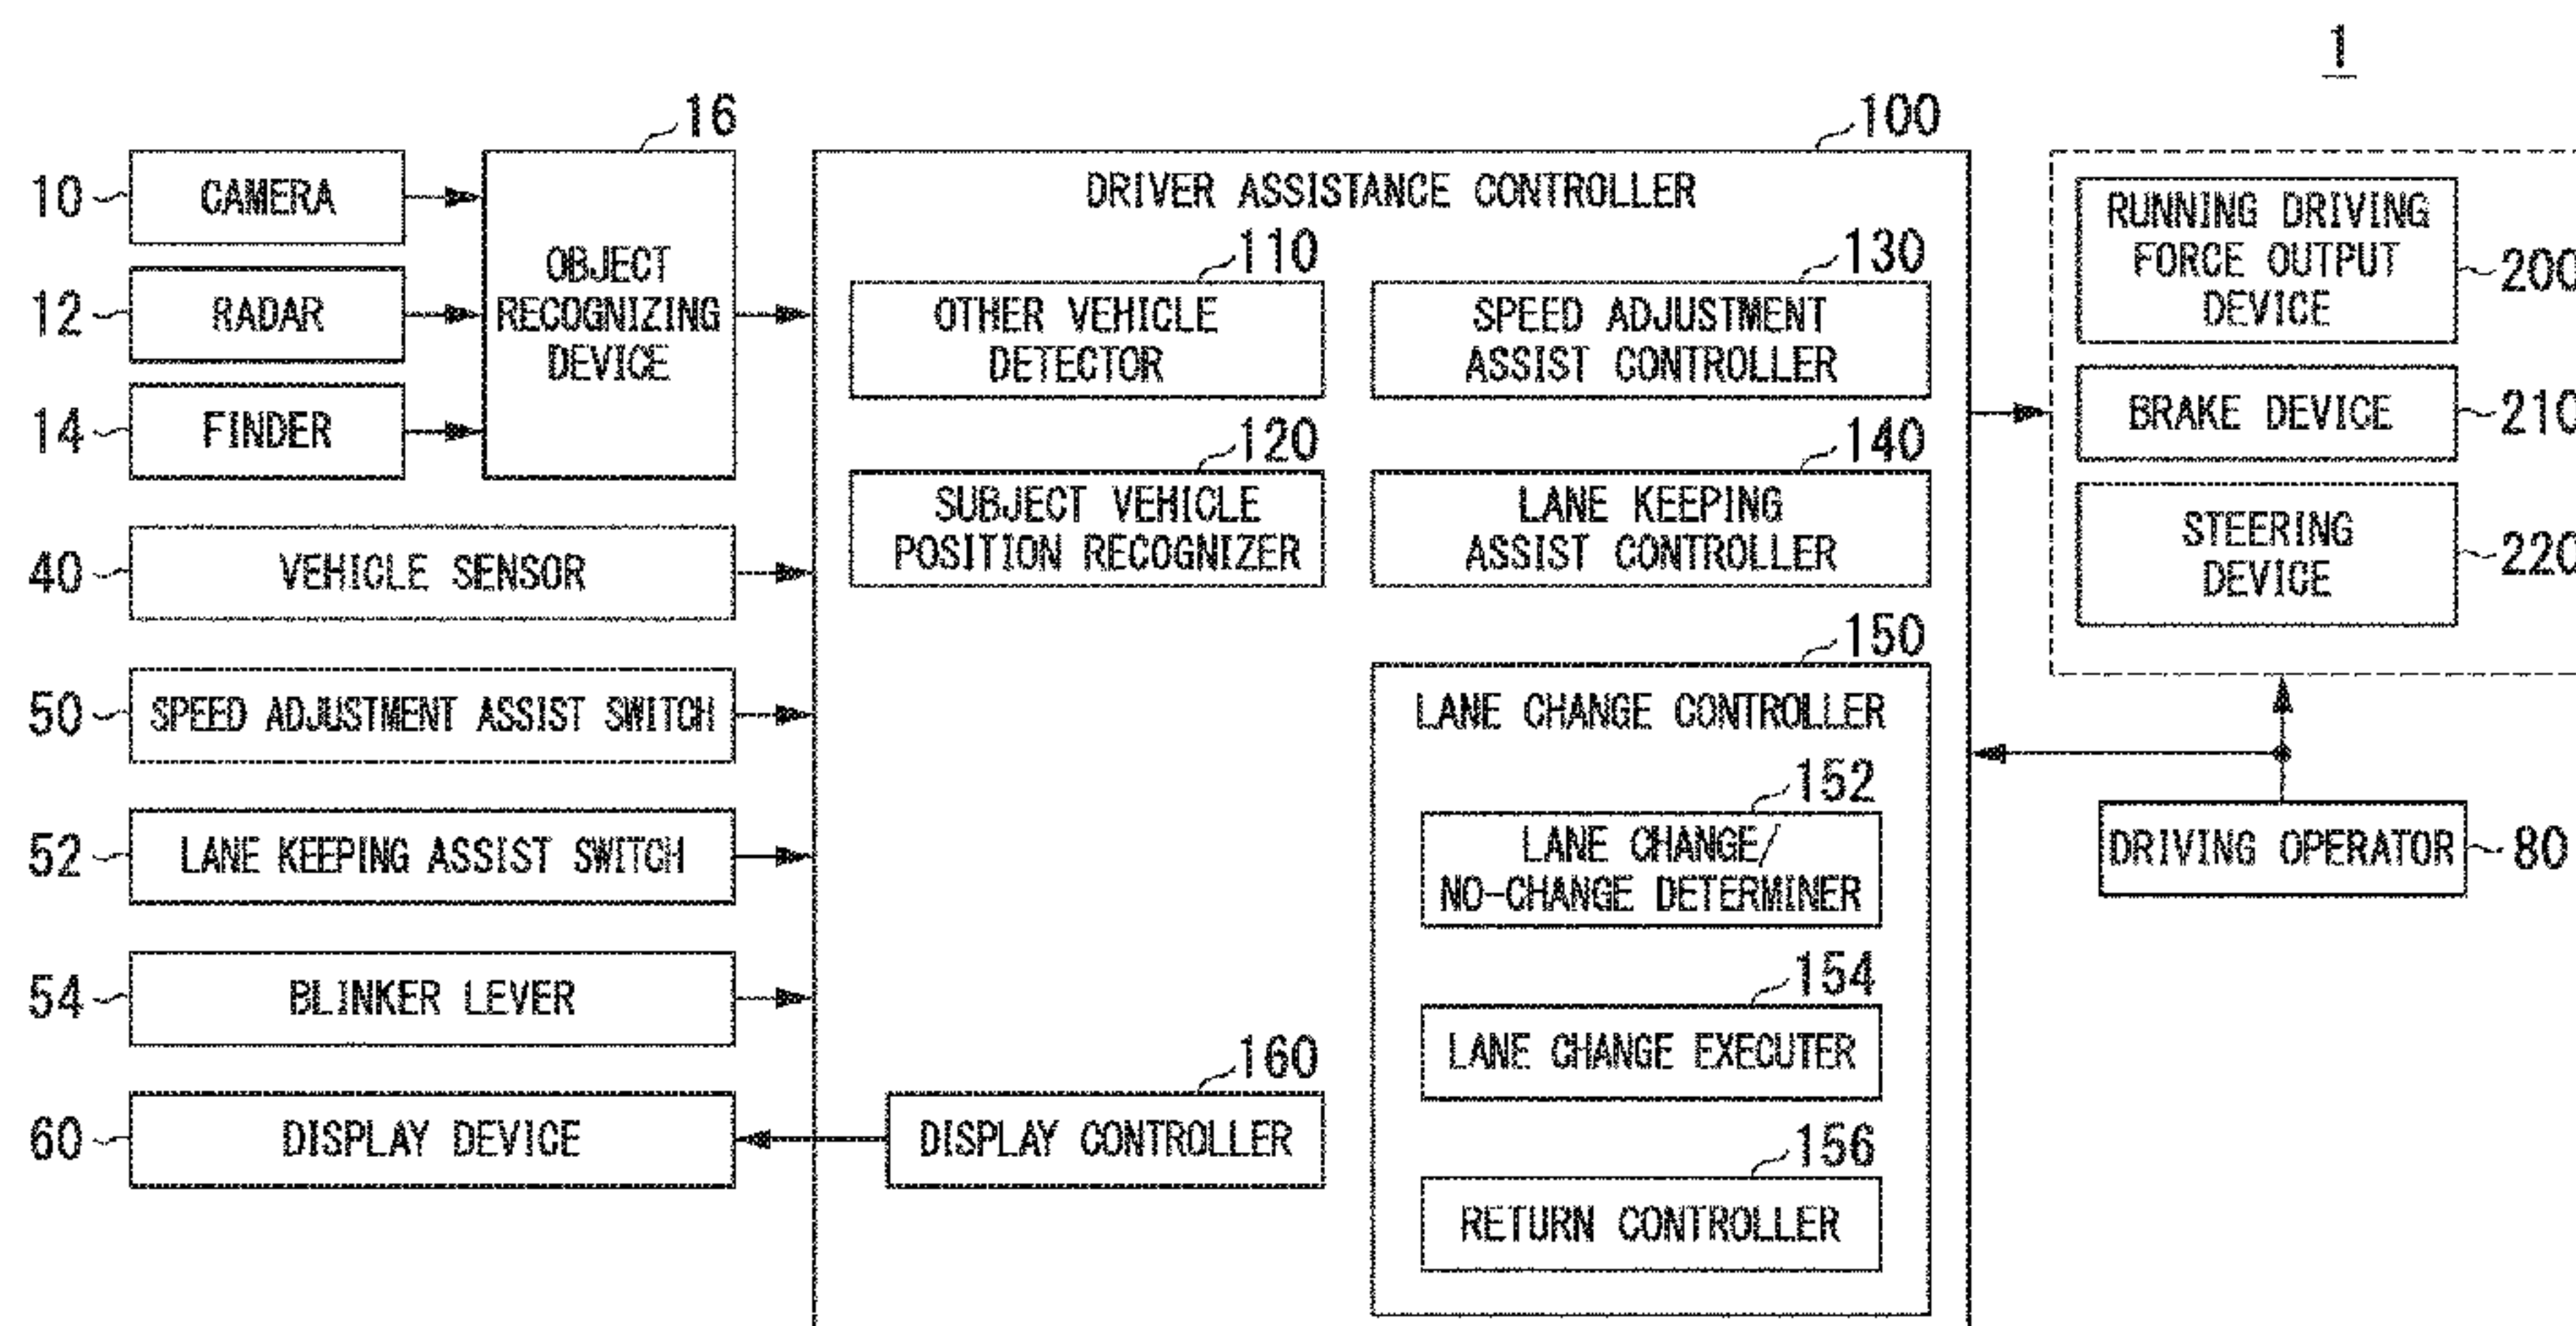 1
16
100
10
CAMERA
12
RADAR
14
FINDER
OBJECT
RECOGNIZING
DEVICE
40
VEHICLE SENSOR
50
SPEED ADJUSTMENT ASSIST SWITCH
52
LANE KEEPING ASSIST SWITCH
54
BLINKER LEVER
60
DISPLAY DEVICE
DRIVER ASSISTANCE CONTROLLER
110
OTHER VEHICLE
DETECTOR
120
SUBJECT VEHICLE
POSITION RECOGNIZER
130
SPEED ADJUSTMENT
ASSIST CONTROLLER
140
LANE KEEPING
ASSIST CONTROLLER
150
LANE CHANGE CONTROLLER
152
LANE CHANGE/
NO-CHANGE DETERMINER
154
LANE CHANGE EXECUTER
156
RETURN CONTROLLER
160
DISPLAY CONTROLLER
RUNNING DRIVING
FORCE OUTPUT
DEVICE
200
BRAKE DEVICE
210
STEERING
DEVICE
220
DRIVING OPERATOR
80